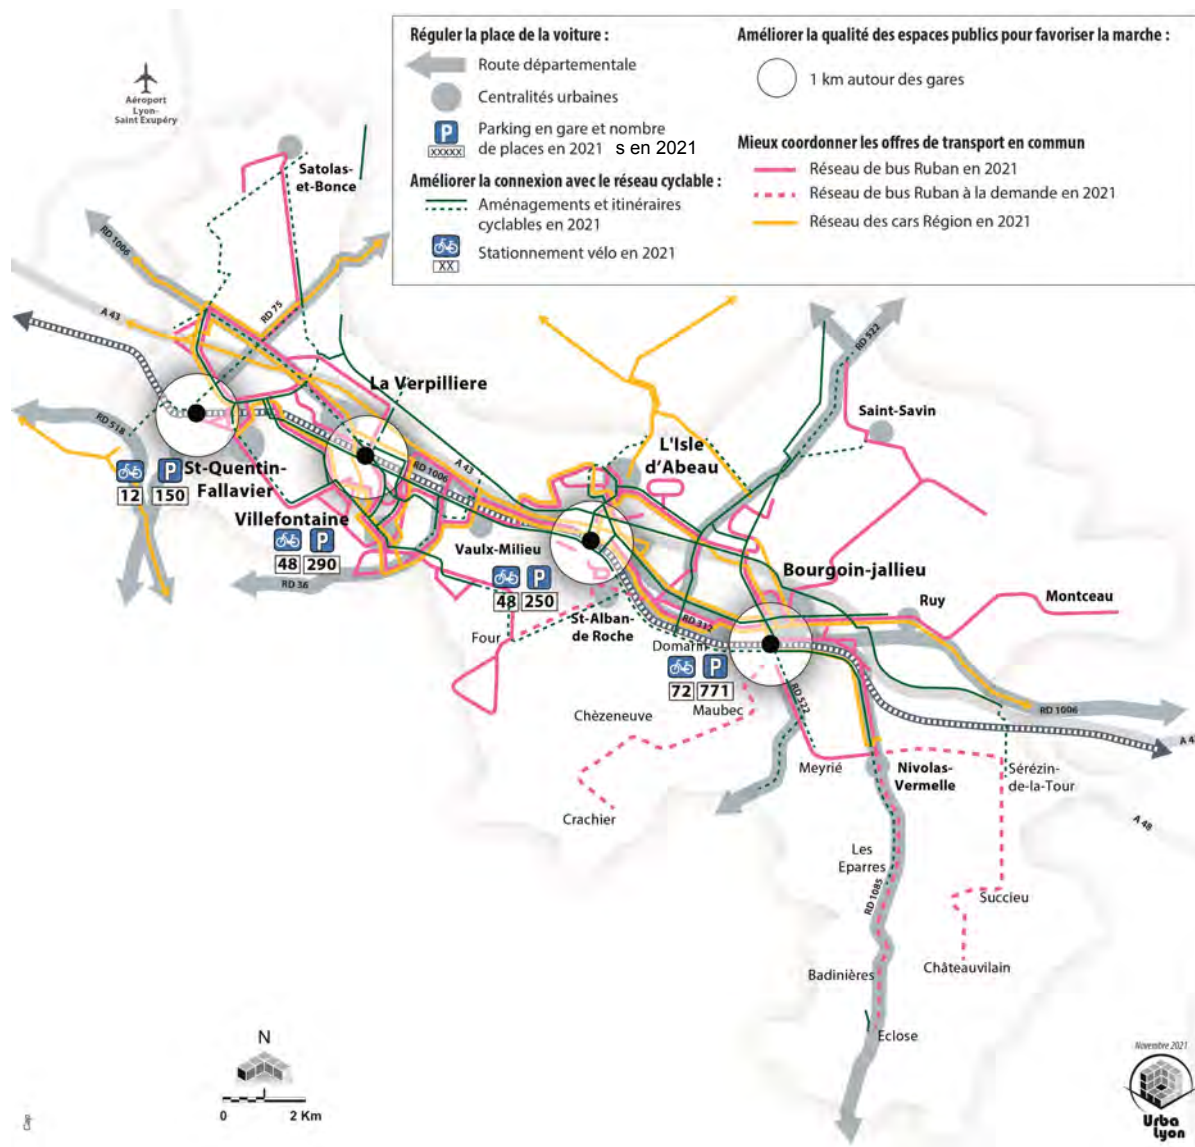 Réguler la place de la voiture :
Route départementale
Centralités urbaines
P
XXXXX
Parking en gare et nombre
de places en 2021 s en 2021
Améliorer la connexion avec le réseau cyclable :
Aménagements et itinéraires
cyclables en 2021
Stationnement vélo en 2021
XX
Améliorer la qualité des espaces publics pour favoriser la marche :
1 km autour des gares
Mieux coordonner les offres de transport en commun
Réseau de bus Ruban en 2021
Réseau de bus Ruban à la demande en 2021
Réseau des cars Région en 2021
Aéroport
Lyon-
Saint Exupéry
Satolas-
et-Bonce
RD 1006
A 43
RD 75
RD 518
La Verpilliere
St-Quentin-
Fallavier
P
12
150
Villefontaine
P
48
290
RD 36
A 43
RD 1006
Vaulx-Milieu
P
48
250
L'Isle
d'Abeau
RD 522
Saint-Savin
St-Alban-
de Roche
Four
RD 312
Domarin
Bourgoin-jallieu
P
72
771
Ruy
Montceau
Maubec
RD 522
Chèzeneuve
Crachier
Meyrié
Nivolas-
Vermelle
Sérézin-
de-la-Tour
RD 1006
A 4
A 48
Les
Eparres
RD 1085
Succieu
Châteauvilain
Badinières
Eclose
N
0
2 Km
Cap
Novembre 2021
Urba
Lyon